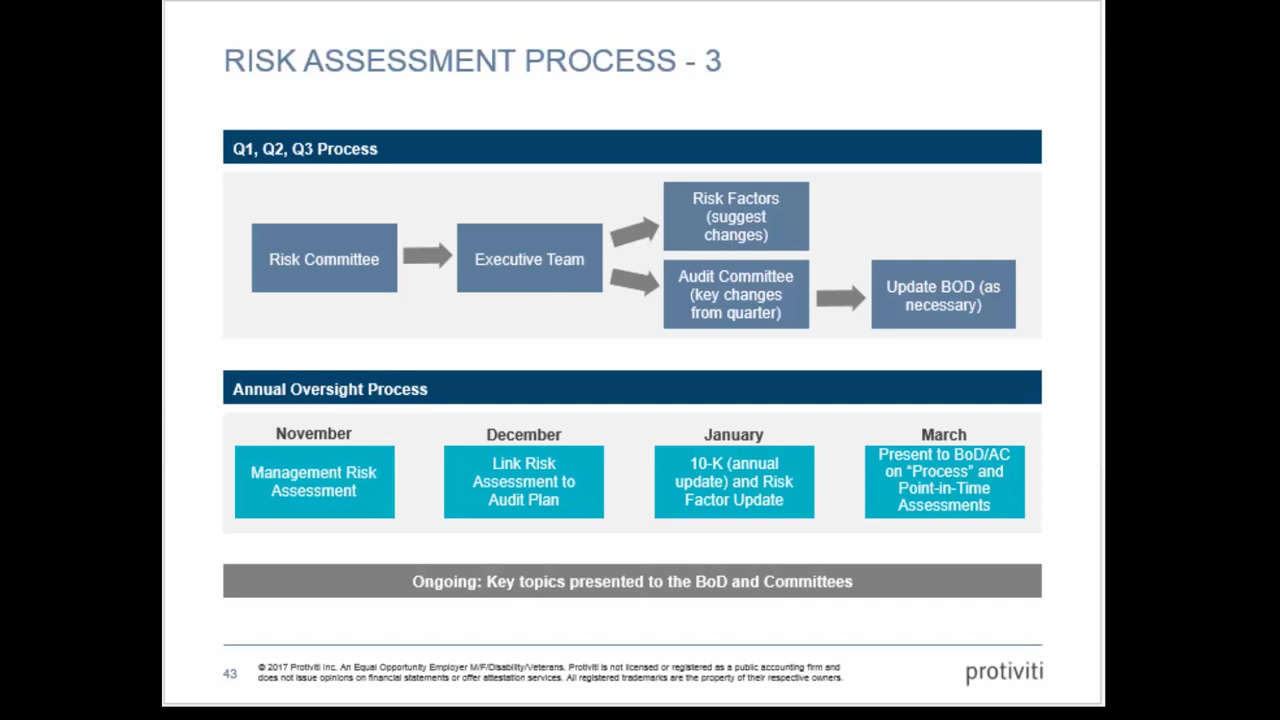 RISK ASSESSMENT PROCESS - 3
Q1, Q2, Q3 Process
Risk Committee
Executive Team
Risk Factors
(suggest
changes)
Audit Committee
(key changes
from quarter)
Update BOD (as
necessary)
Annual Oversight Process
November
Management Risk
Assessment
December
Link Risk
Assessment to
Audit Plan
January
10-K (annual
update) and Risk
Factor Update
March
Present to BoD/AC
on “Process” and
Point-in-Time
Assessments
Ongoing: Key topics presented to the BoD and Committees
43
© 2017 Protiviti Inc. An Equal Opportunity Employer M/F/Disability/Veterans. Protiviti is not licensed or registered as a public accounting firm and
does not issue opinions on financial statements or offer attestation services. All registered trademarks are the property of their respective owners.
protiviti